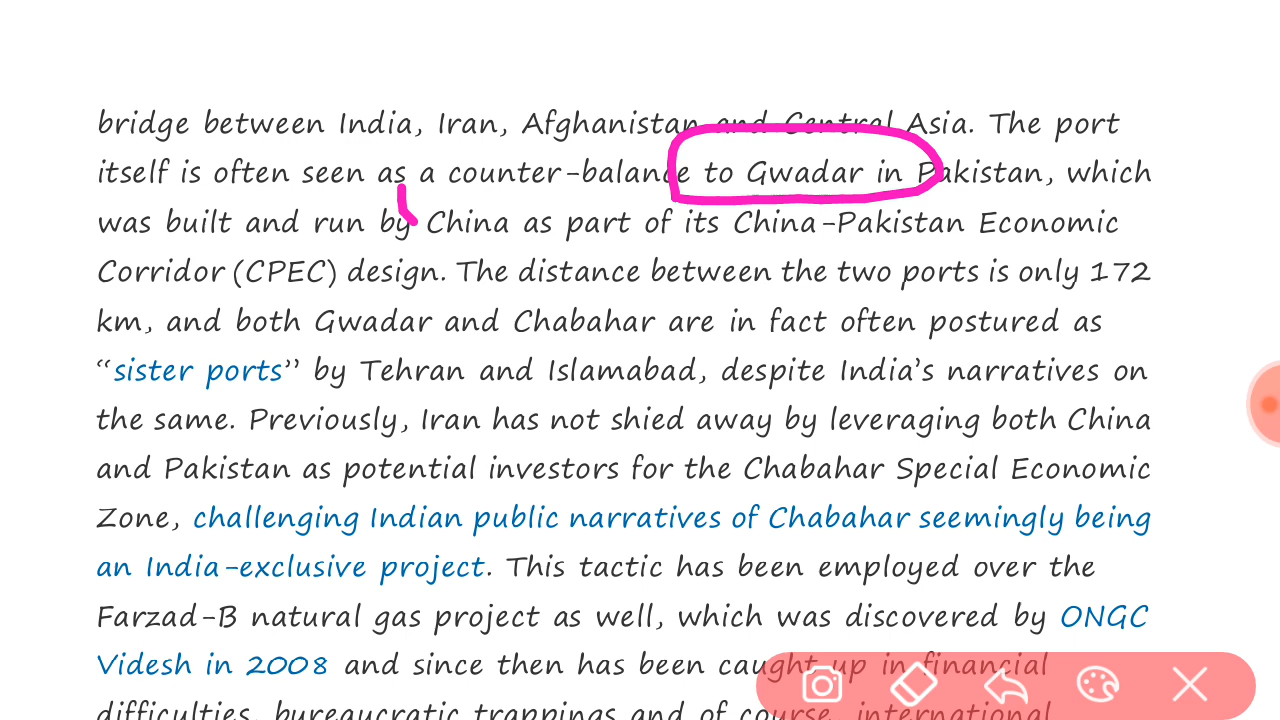 bridge between India, Iran, Afghanistan and Central Asia. The port
itself is often seen as a counter-balance to Gwadar in Pakistan, which
was built and run by China as part of its China-Pakistan Economic
Corridor (CPEC) design. The distance between the two ports is only 172
km, and both Gwadar and Chabahar are in fact often postured as
“sister ports” by Tehran and Islamabad, despite India’s narratives on
the same. Previously, Iran has not shied away by leveraging both China
and Pakistan as potential investors for the Chabahar Special Economic
Zone, challenging Indian public narratives of Chabahar seemingly being
an India-exclusive project. This tactic has been employed over the
Farzad-B natural gas project as well, which was discovered by ONGC
Videsh in 2008 and since then has been caught up in financial
difficulties, bureaucratic trappings and of course, international